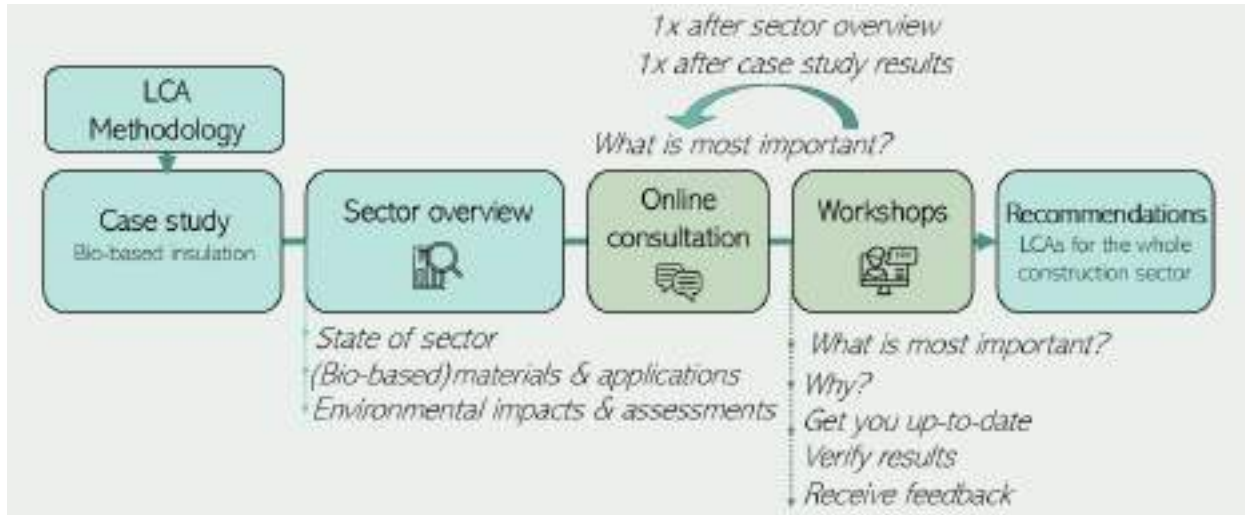 1x after sector overview
1x after case study results
LCA
Methodology
What is most important?
Case study
Bio-based insulation
Sector overview
Online
consultation
Workshops
Recommendations
LCAs for the whole
construction sector
State of sector
(Bio-based) materials & applications
Environmental impacts & assessments
What is most important?
Why?
Get you up-to-date
Verify results
Receive feedback